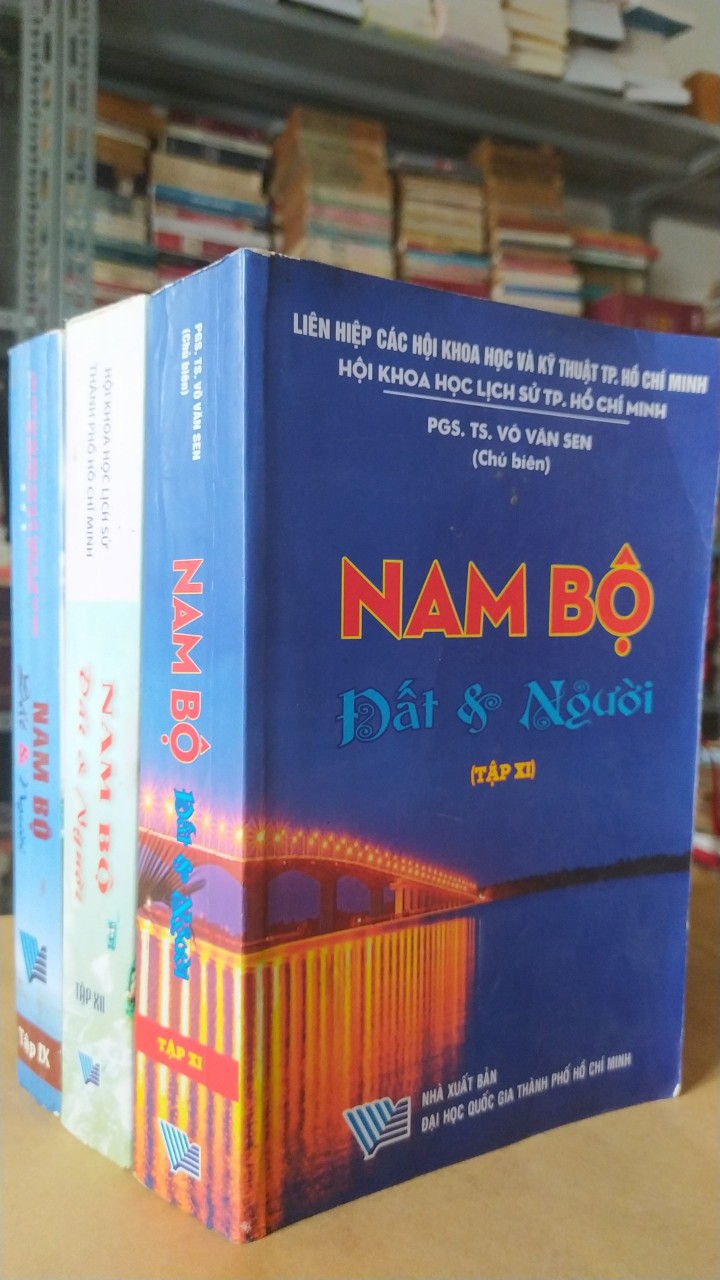 LIÊN HIỆP CÁC HỘI KHOA HỌC VÀ KỸ THUẬT TP. HỒ CHÍ MINH
HỘI KHOA HỌC LỊCH SỬ TP. HỒ CHÍ MINH
PGS. TS. VÕ VĂN SEN
(Chủ biên)
NAM BỘ
Đất & Người
(TẬP XI)
NHÀ XUẤT BẢN
ĐẠI HỌC QUỐC GIA THÀNH PHỐ HỒ CHÍ MINH
PGS. TS. VÕ VĂN SEN
(Chủ biên)
NAM BỘ
Đất & Người
TẬP XI
HỘI KHOA HỌC LỊCH SỬ
THÀNH PHỐ HỒ CHÍ MINH
NAM BỘ
Đất & Người
TẬP XII
NAM BỘ
Đất & Người
Tập IX